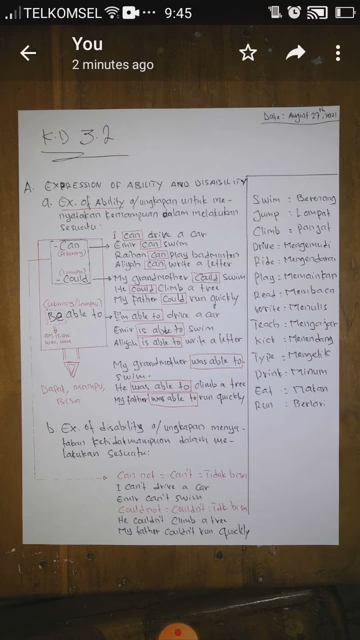 TELKOMSEL
9:45
You
2 minutes ago
Date: August 27th, 2021
KD 3.2
A. EXPRESSION OF ABILITY AND DISABILITY
a. Ex. of Ability / ungkapan untuk me-
nyatakan kemampuan dalam melakukan
sesuatu:
- Can
- Could
Be able to
Dapat, mampu,
Bisa
I can drive a car
Emir can swim
Raihan can play badminton
Aliyah can write a letter
My grandmother could swim
He could climb a tree
My father could run quickly
I'm able to drive a car
Emir is able to swim
Aliyah is able to write a letter
My grandmother was able to
swim.
He was able to climb a tree
My father was able to run quickly
b. Ex. of disability / ungkapan menya-
takan ketidakmampuan dalam me-
lakukan sesuatu:
Can not = Can't = Tidak bisa
I can't drive a car
Emir can't swim
Could not = Couldn't = Tdk bisa
He couldn't climb a tree
My father couldn't run quickly
Swim = Berenang
Jump = Lompat
Climb = panjat
Drive = Mengemudi
Ride = Mengendarai
Play = Memainkan
Read = Membaca
Write = Menulis
Teach = Mengajar
Kick = Menendang
Type = Mengetik
Drink = Minum
Eat = Makan
Run = Berlari